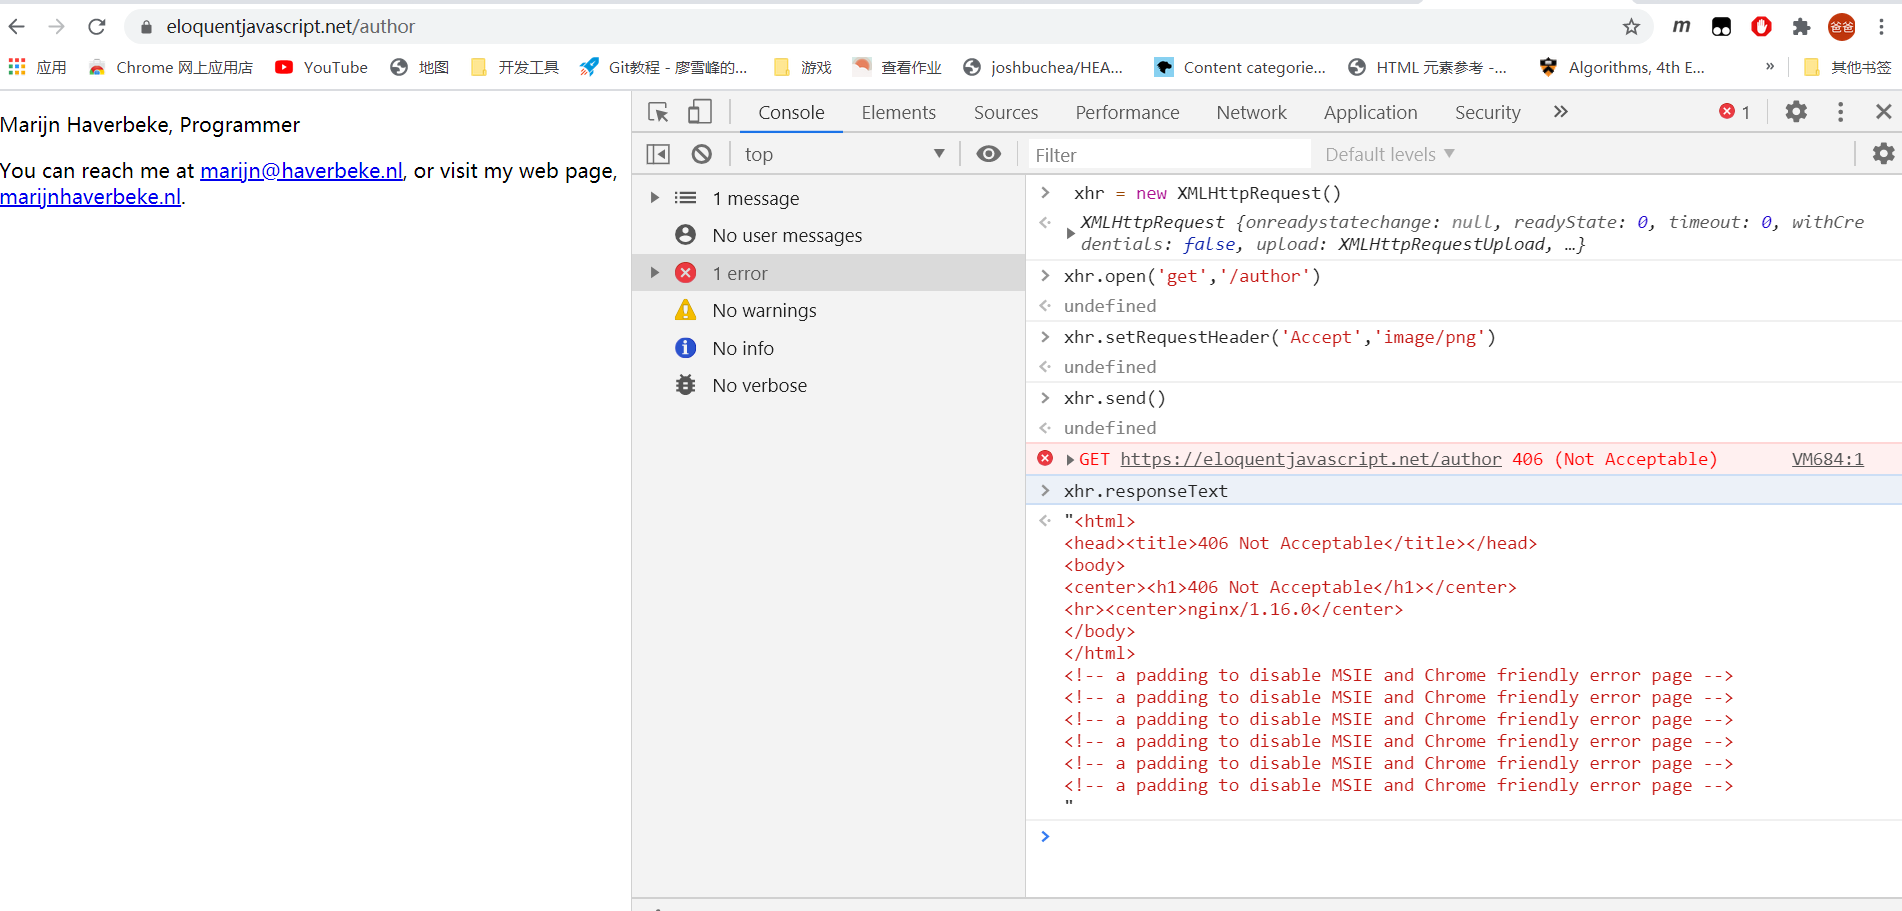 eloquentjavascript.net/author
m
爸爸
应用
Chrome 网上应用店
YouTube
地图
开发工具
Git教程 - 廖雪峰的...
游戏
查看作业
joshbuchea/HEA...
Content categorie...
HTML 元素参考 -...
Algorithms, 4th E...
»
其他书签
Marijn Haverbeke, Programmer
You can reach me at marijn@haverbeke.nl, or visit my web page,
marijnhaverbeke.nl.
Console Elements Sources Performance Network Application Security » 1
top Filter Default levels ▼
1 message
No user messages
1 error
No warnings
No info
No verbose
> xhr = new XMLHttpRequest()
XMLHttpRequest {onreadystatechange: null, readyState: 0, timeout: 0, withCre
dentials: false, upload: XMLHttpRequestUpload, …}
> xhr.open('get','/author')
undefined
> xhr.setRequestHeader('Accept','image/png')
undefined
> xhr.send()
undefined
GET https://eloquentjavascript.net/author 406 (Not Acceptable) VM684:1
> xhr.responseText
"<html>
<head><title>406 Not Acceptable</title></head>
<body>
<center><h1>406 Not Acceptable</h1></center>
<hr><center>nginx/1.16.0</center>
</body>
</html>
<!-- a padding to disable MSIE and Chrome friendly error page -->
<!-- a padding to disable MSIE and Chrome friendly error page -->
<!-- a padding to disable MSIE and Chrome friendly error page -->
<!-- a padding to disable MSIE and Chrome friendly error page -->
<!-- a padding to disable MSIE and Chrome friendly error page -->
<!-- a padding to disable MSIE and Chrome friendly error page -->
"
>